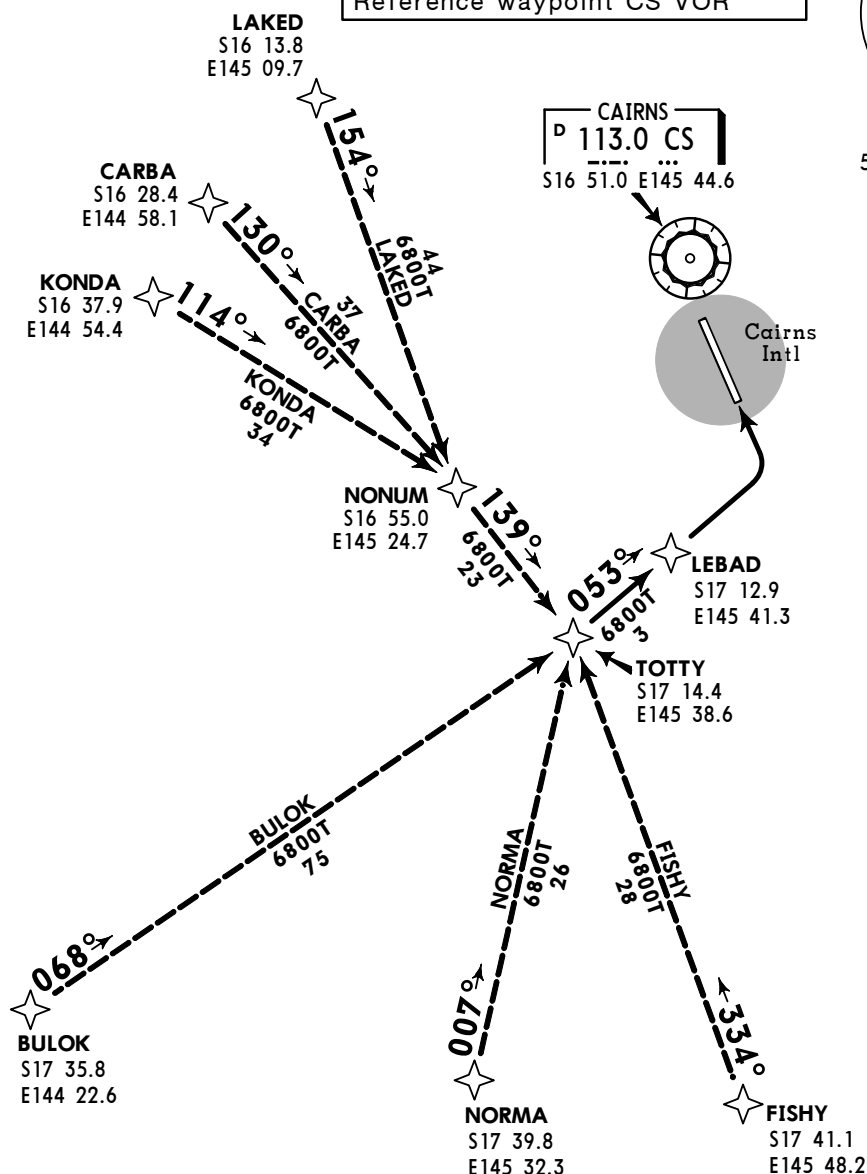 Reference waypoint CS VOR
LAKED
S16 13.8
E145 09.7
CAIRNS
D 113.0 CS
S16 51.0 E145 44.6
5
CARBA
S16 28.4
E144 58.1
KONDA
S16 37.9
E144 54.4
154°
44
6800T
LAKED
130°
37
CARBA
6800T
114°
KONDA
6800T
34
Cairns
Intl
NONUM
S16 55.0
E145 24.7
139°
6800T
23
053°
6800T
3
LEBAD
S17 12.9
E145 41.3
TOTTY
S17 14.4
E145 38.6
BULOK
6800T
75
NORMA
6800T
26
FISHY
6800T
28
068°
007°
334°
BULOK
S17 35.8
E144 22.6
NORMA
S17 39.8
E145 32.3
FISHY
S17 41.1
E145 48.2